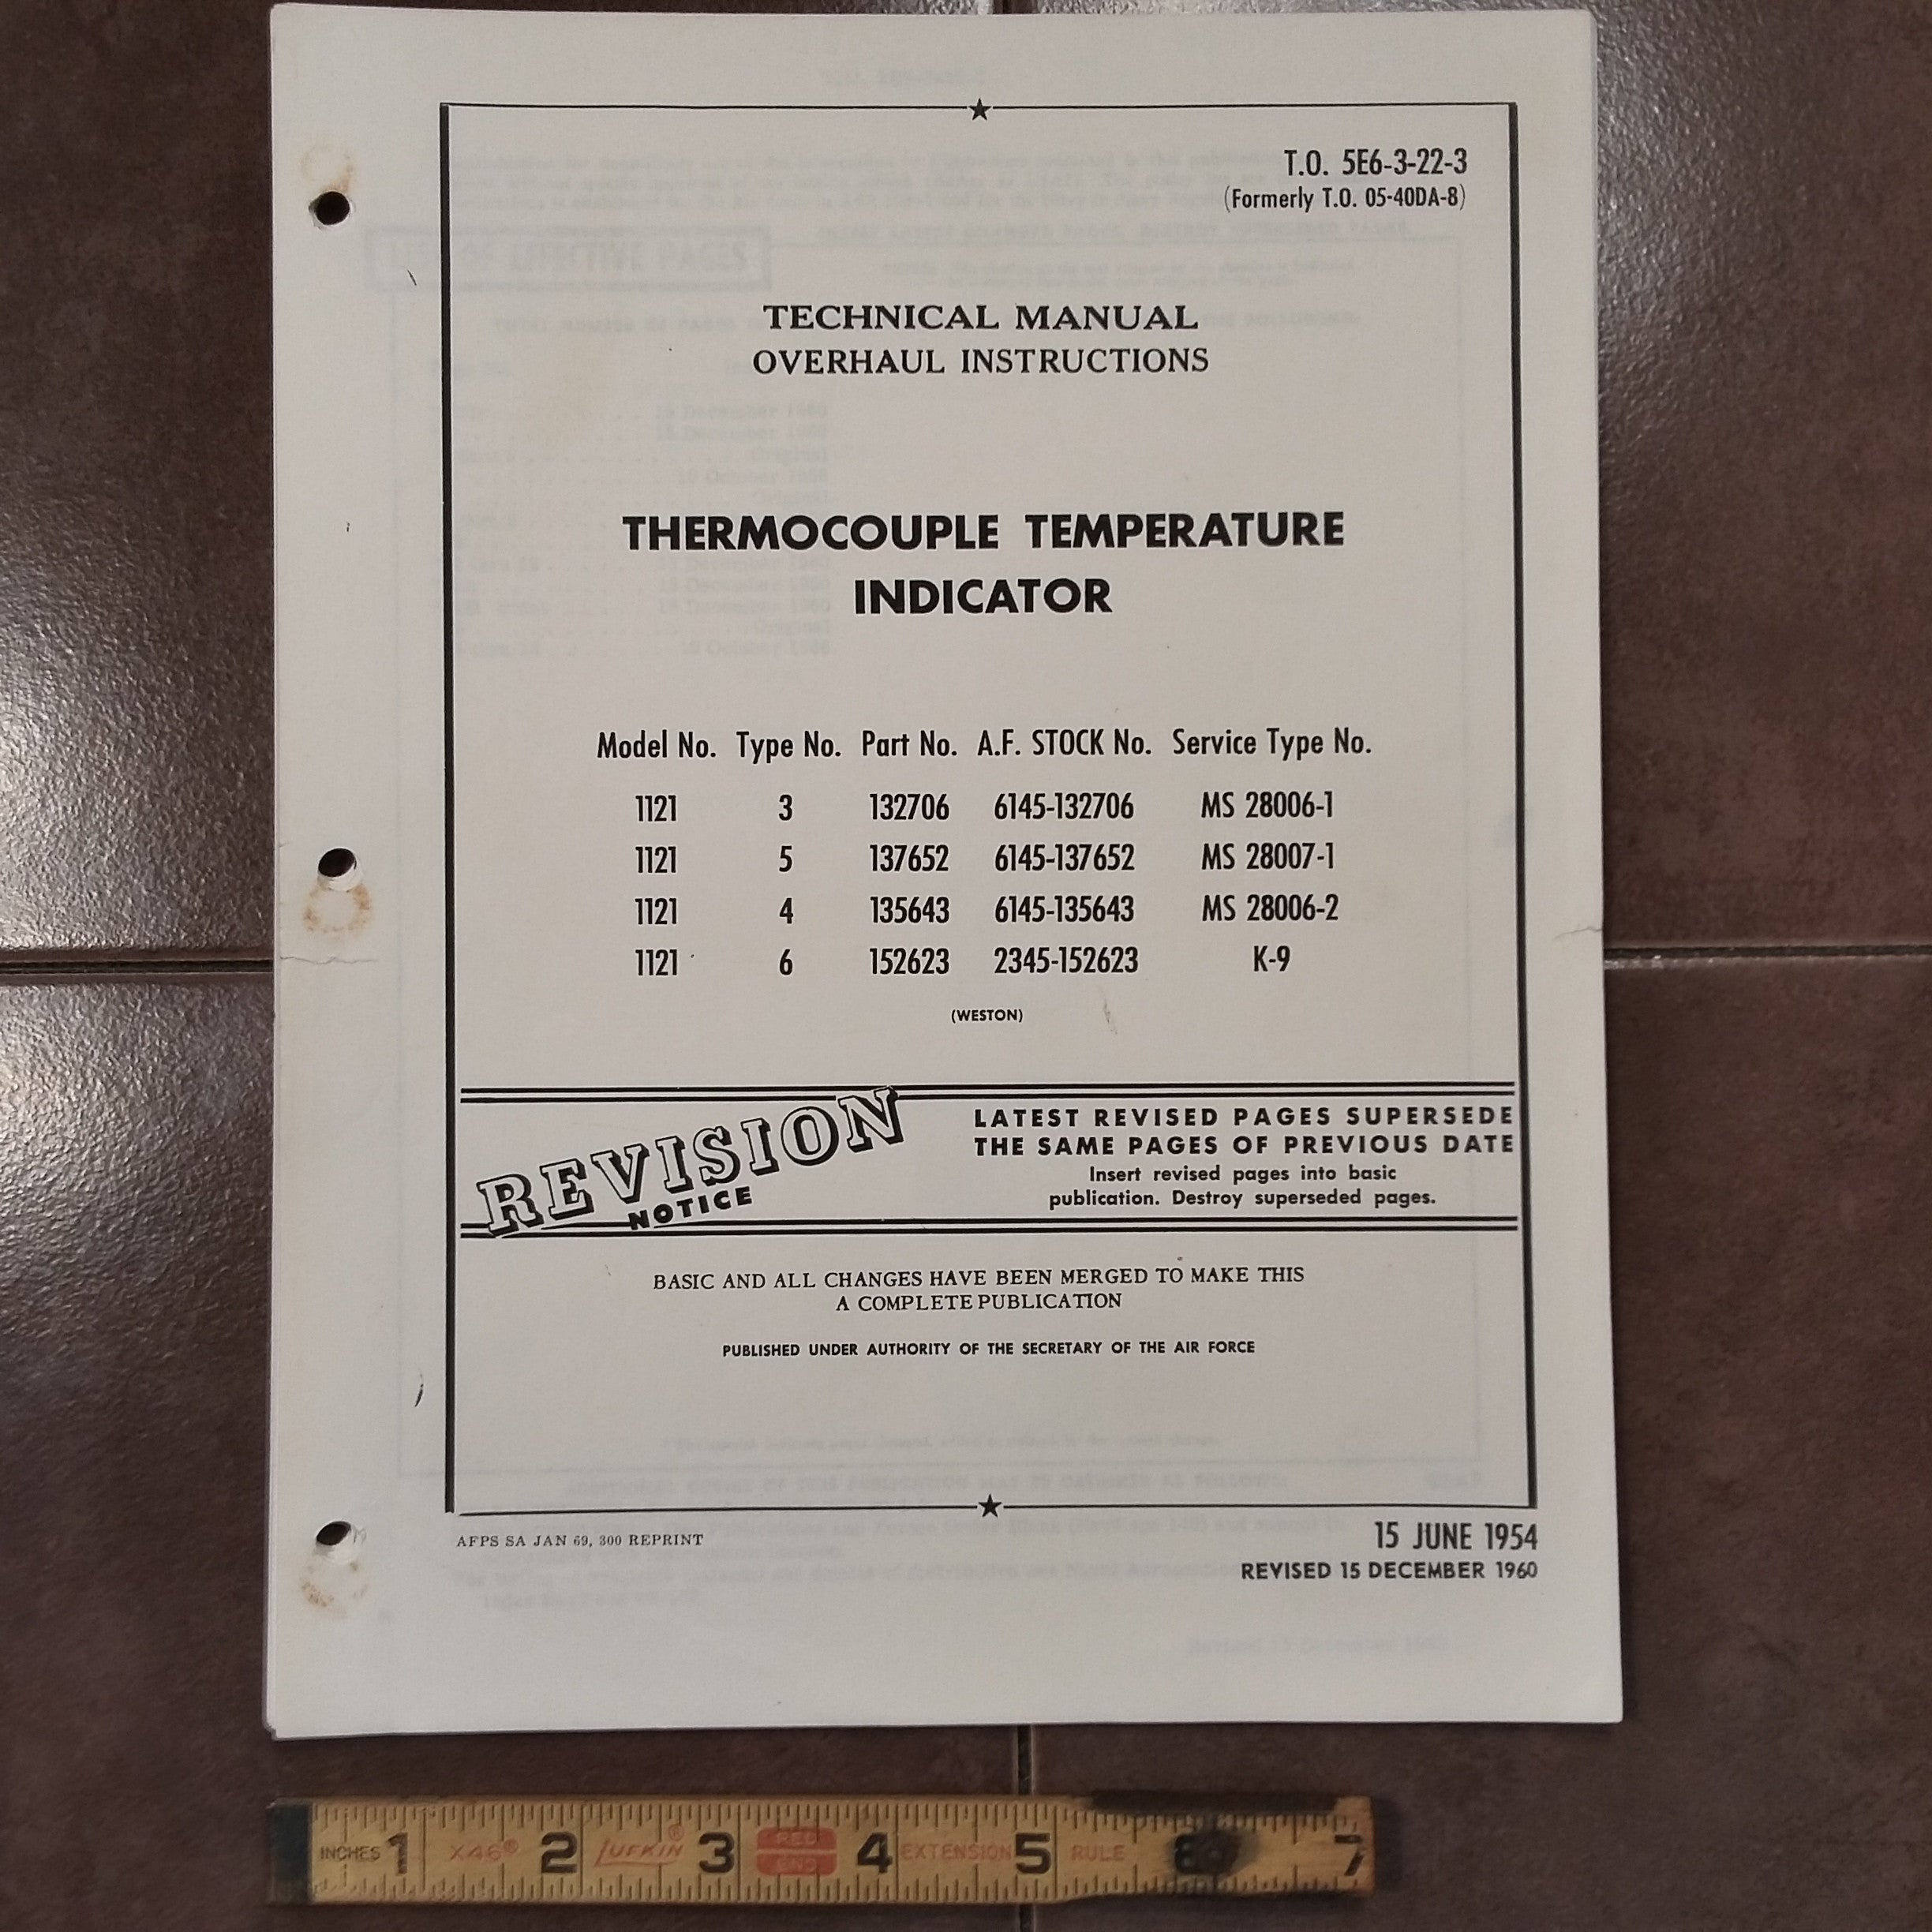 T.O. 5E6-3-22-3
(Formerly T.O. 05-40DA-8)
TECHNICAL MANUAL
OVERHAUL INSTRUCTIONS
THERMOCOUPLE TEMPERATURE
INDICATOR
Model No. Type No. Part No. A.F. STOCK No. Service Type No.
1121 3 132706 6145-132706 MS 28006-1
1121 5 137652 6145-137652 MS 28007-1
1121 4 135643 6145-135643 MS 28006-2
1121 6 152623 2345-152623 K-9
(WESTON)
REVISION
NOTICE
LATEST REVISED PAGES SUPERSEDE
THE SAME PAGES OF PREVIOUS DATE
Insert revised pages into basic
publication. Destroy superseded pages.
BASIC AND ALL CHANGES HAVE BEEN MERGED TO MAKE THIS
A COMPLETE PUBLICATION
PUBLISHED UNDER AUTHORITY OF THE SECRETARY OF THE AIR FORCE
AFPS SA JAN 69, 300 REPRINT
15 JUNE 1954
REVISED 15 DECEMBER 1960
INCHES 1 X46® 2 LUFKIN® 3 RED END 4 EXTENSION 5 RULE 7